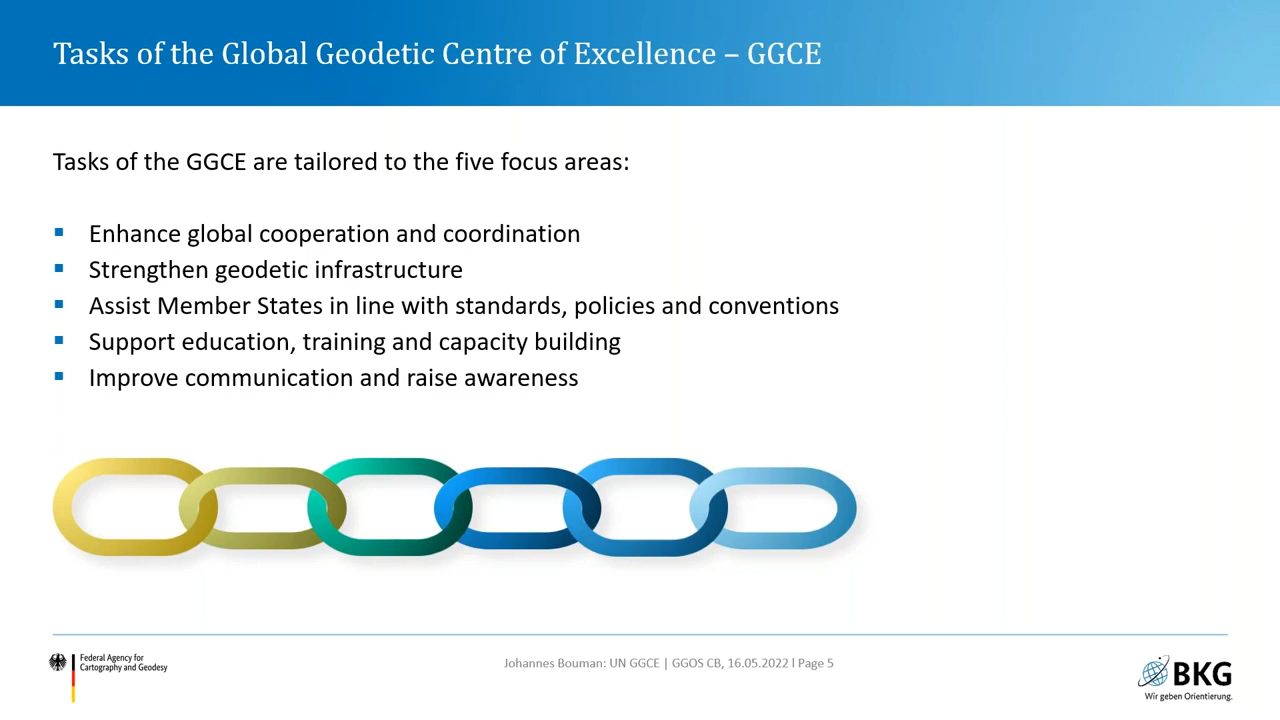 Tasks of the Global Geodetic Centre of Excellence – GGCE
Tasks of the GGCE are tailored to the five focus areas:
Enhance global cooperation and coordination
Strengthen geodetic infrastructure
Assist Member States in line with standards, policies and conventions
Support education, training and capacity building
Improve communication and raise awareness
Federal Agency for
Cartography and Geodesy
Johannes Bouman: UN GGCE | GGOS CB, 16.05.2022 l Page 5
BKG
Wir geben Orientierung.